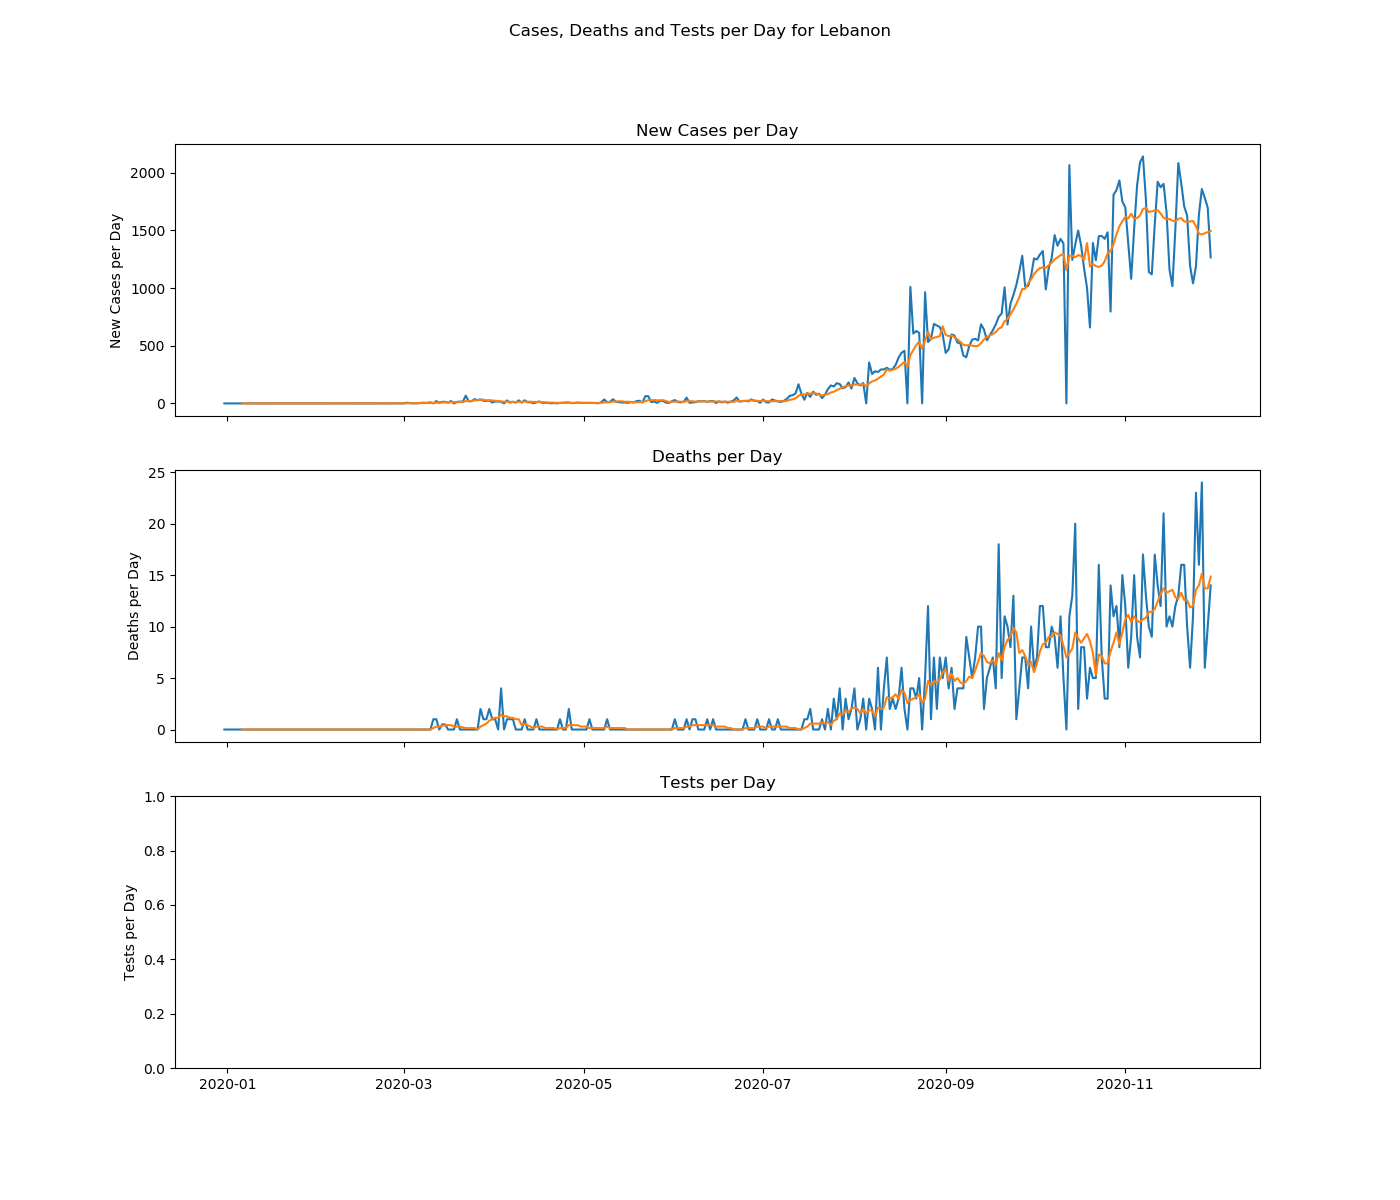 Cases, Deaths and Tests per Day for Lebanon
New Cases per Day
New Cases per Day
2000
1500
1000
500
0
Deaths per Day
Deaths per Day
25
20
15
10
5
0
Tests per Day
Tests per Day
1.0
0.8
0.6
0.4
0.2
0.0
2020-01 2020-03 2020-05 2020-07 2020-09 2020-11